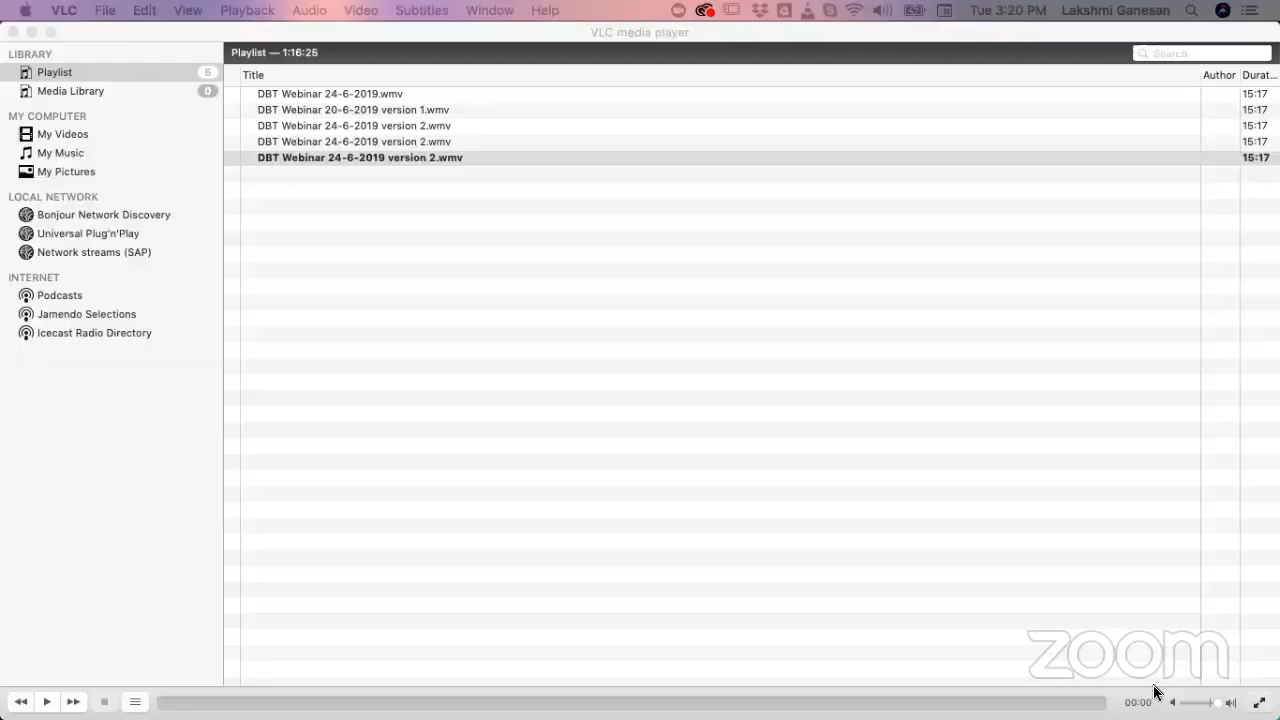 VLC File Edit View Playback Audio Video Subtitles Window Help Tue 3:20 PM Lakshmi Ganesan
VLC media player
LIBRARY
Playlist 5
Media Library 0
MY COMPUTER
My Videos
My Music
My Pictures
LOCAL NETWORK
Bonjour Network Discovery
Universal Plug'n'Play
Network streams (SAP)
INTERNET
Podcasts
Jamendo Selections
Icecast Radio Directory
Playlist — 1:16:25 Search
Title Author Durat...
DBT Webinar 24-6-2019.wmv 15:17
DBT Webinar 20-6-2019 version 1.wmv 15:17
DBT Webinar 24-6-2019 version 2.wmv 15:17
DBT Webinar 24-6-2019 version 2.wmv 15:17
DBT Webinar 24-6-2019 version 2.wmv 15:17
zoom
00:00